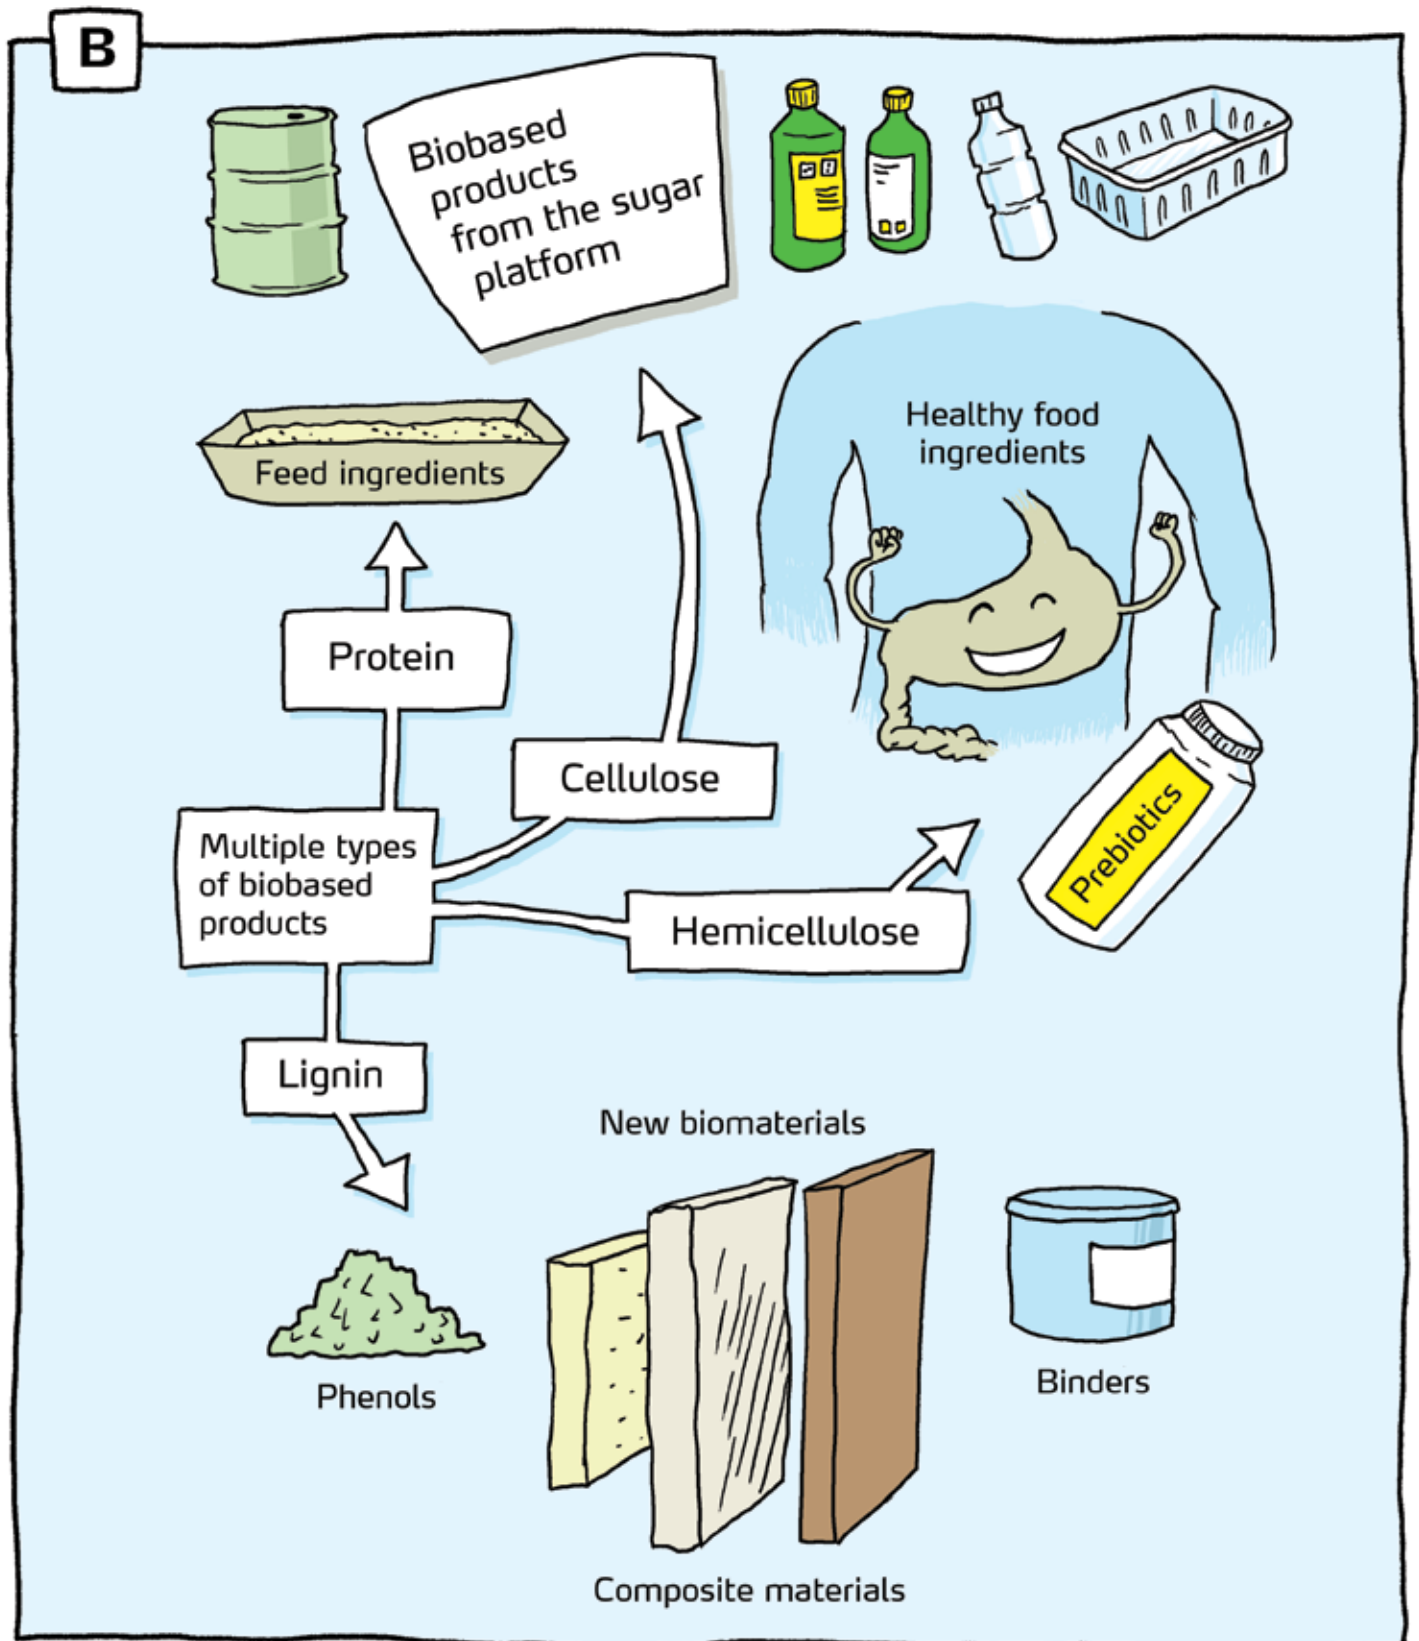 B
Biobased
products
from the sugar
platform
Healthy food
ingredients
Feed ingredients
Protein
Cellulose
Prebiotics
Multiple types
of biobased
products
Hemicellulose
Lignin
New biomaterials
Phenols
Binders
Composite materials